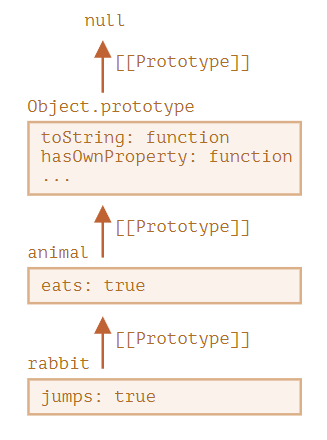 null
[[Prototype]]
Object.prototype
toString: function
hasOwnProperty: function
...
[[Prototype]]
animal
eats: true
[[Prototype]]
rabbit
jumps: true